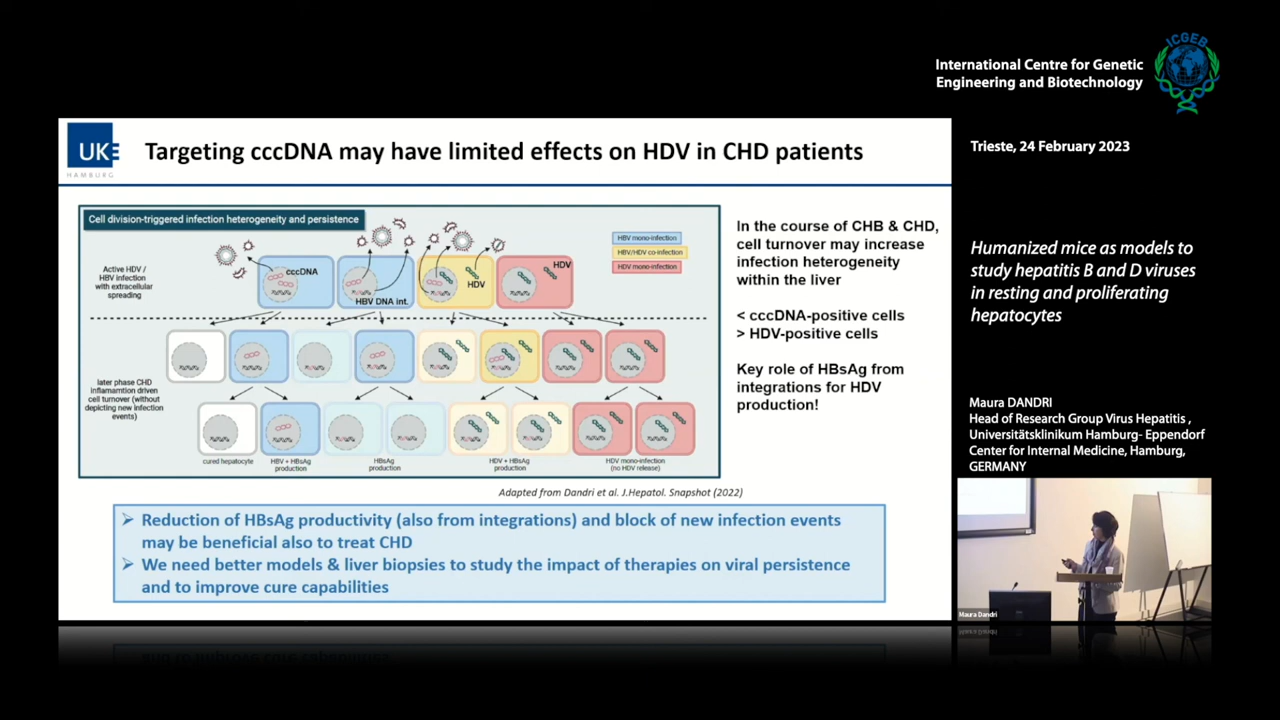 International Centre for Genetic
Engineering and Biotechnology
ICGEB
UKE
HAMBURG
Targeting cccDNA may have limited effects on HDV in CHD patients
Trieste, 24 February 2023
Cell division-triggered infection heterogeneity and persistence
Active HDV /
HBV infection
with extracellular
spreading
cccDNA
HBV DNA int.
HDV
HDV
HBV mono-infection
HBV/HDV co-infection
HDV mono-infection
later phase CHD
inflamamtion driven
cell turnover (without
depicting new infection
events)
cured hepatocyte
HBV + HBsAg
production
HBsAg
production
HDV + HBsAg
production
HDV mono-infection
(no HDV release)
In the course of CHB & CHD,
cell turnover may increase
infection heterogeneity
within the liver
< cccDNA-positive cells
> HDV-positive cells
Key role of HBsAg from
integrations for HDV
production!
Adapted from Dandri et al. J.Hepatol. Snapshot (2022)
➢ Reduction of HBsAg productivity (also from integrations) and block of new infection events
may be beneficial also to treat CHD
➢ We need better models & liver biopsies to study the impact of therapies on viral persistence
and to improve cure capabilities
Humanized mice as models to
study hepatitis B and D viruses
in resting and proliferating
hepatocytes
Maura DANDRI
Head of Research Group Virus Hepatitis ,
Universitätsklinikum Hamburg- Eppendorf
Center for Internal Medicine, Hamburg,
GERMANY
Maura Dandri